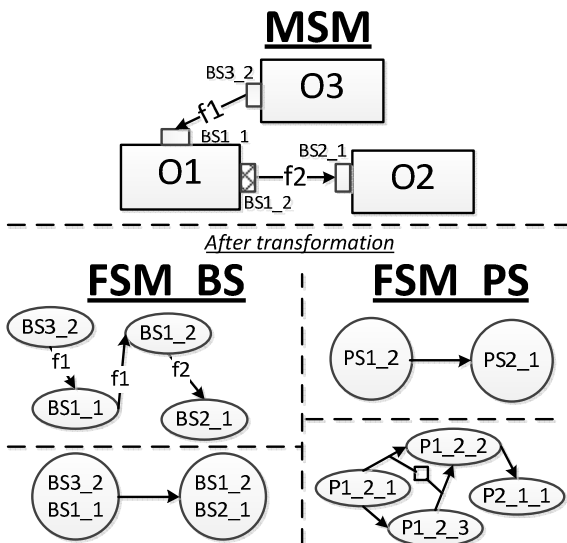 MSM
BS3_2
O3
f1
BS1_1
BS2_1
O1
f2
O2
BS1_2
After transformation
FSM_BS
FSM_PS
BS3_2
BS1_2
f1
f1
f2
BS1_1
BS2_1
PS1_2
PS2_1
BS3_2
BS1_1
BS1_2
BS2_1
P1_2_2
P1_2_1
P2_1_1
P1_2_3